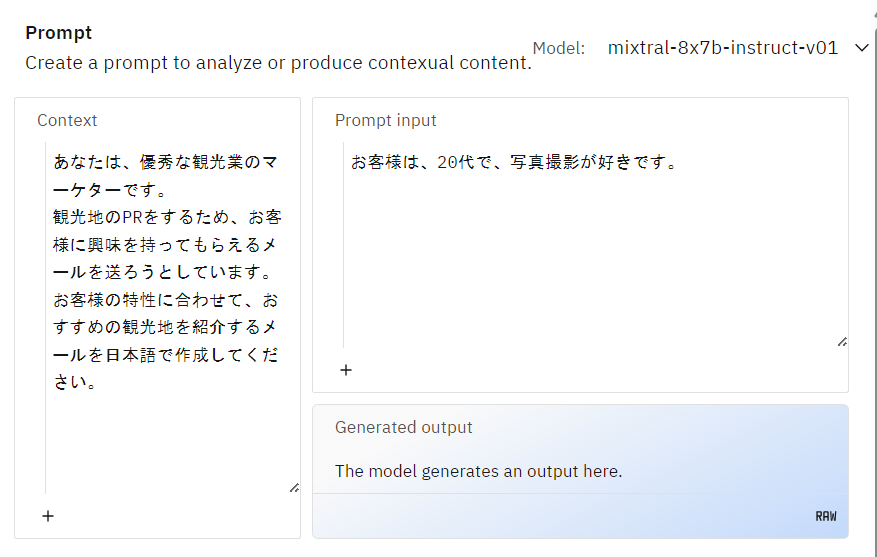 Prompt
Create a prompt to analyze or produce contexual content.
Model: mixtral-8x7b-instruct-v01
Context
あなたは、優秀な観光業のマ
ーケターです。
観光地のPRをするため、お客
様に興味を持ってもらえるメ
ールを送ろうとしています。
お客様の特性に合わせて、お
すすめの観光地を紹介するメ
ールを日本語で作成してくだ
さい。
Prompt input
お客様は、20代で、写真撮影が好きです。
Generated output
The model generates an output here.
RAW